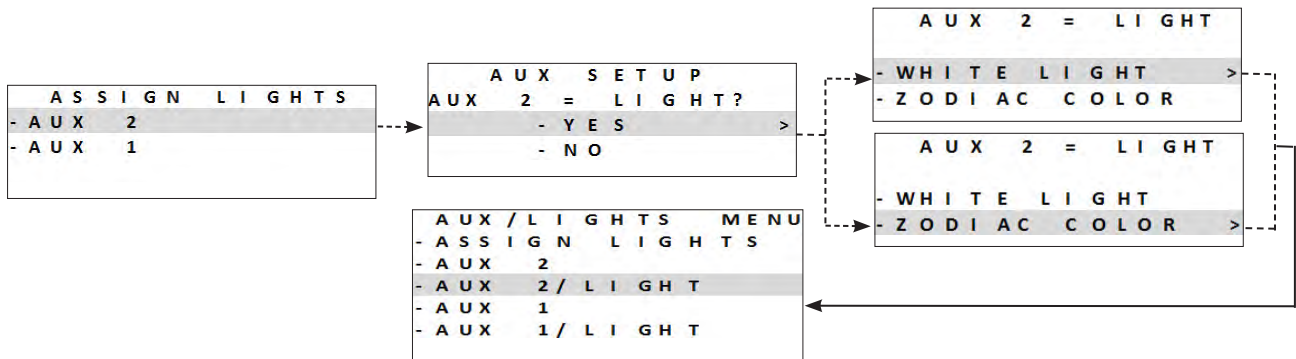 ASSIGN LIGHTS
- AUX 2
- AUX 1
AUX SETUP
AUX 2 = LIGHT?
- YES >
- NO
AUX 2 = LIGHT
- WHITE LIGHT >
- ZODIAC COLOR
AUX 2 = LIGHT
- WHITE LIGHT
- ZODIAC COLOR >
AUX/LIGHTS MENU
- ASSIGN LIGHTS
- AUX 2
- AUX 2/LIGHT
- AUX 1
- AUX 1/LIGHT